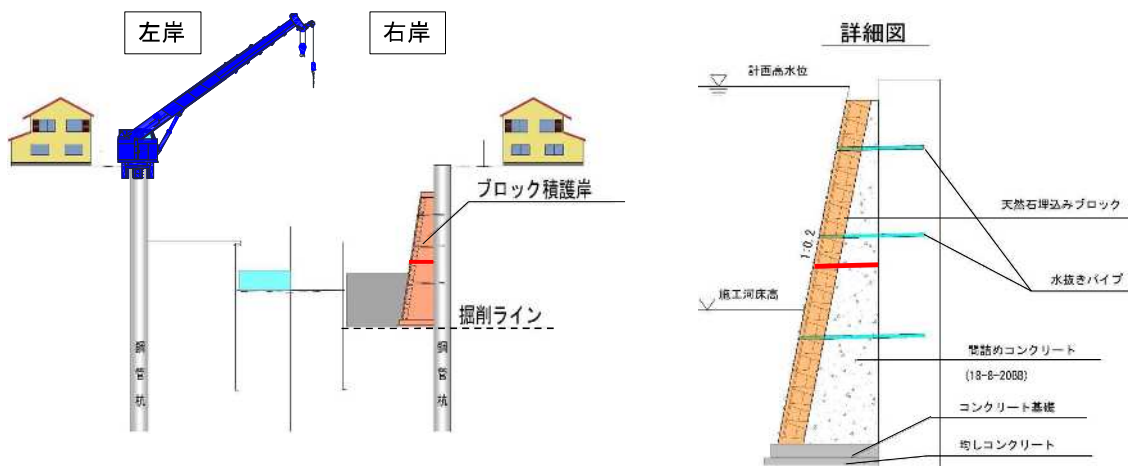 左岸
右岸
ブロック積護岸
掘削ライン
鋼管杭
鋼管杭
詳細図
計画高水位
天然石埋込みブロック
1:0.2
水抜きパイプ
施工河床高
間詰めコンクリート
(18-8-20BB)
コンクリート基礎
均しコンクリート